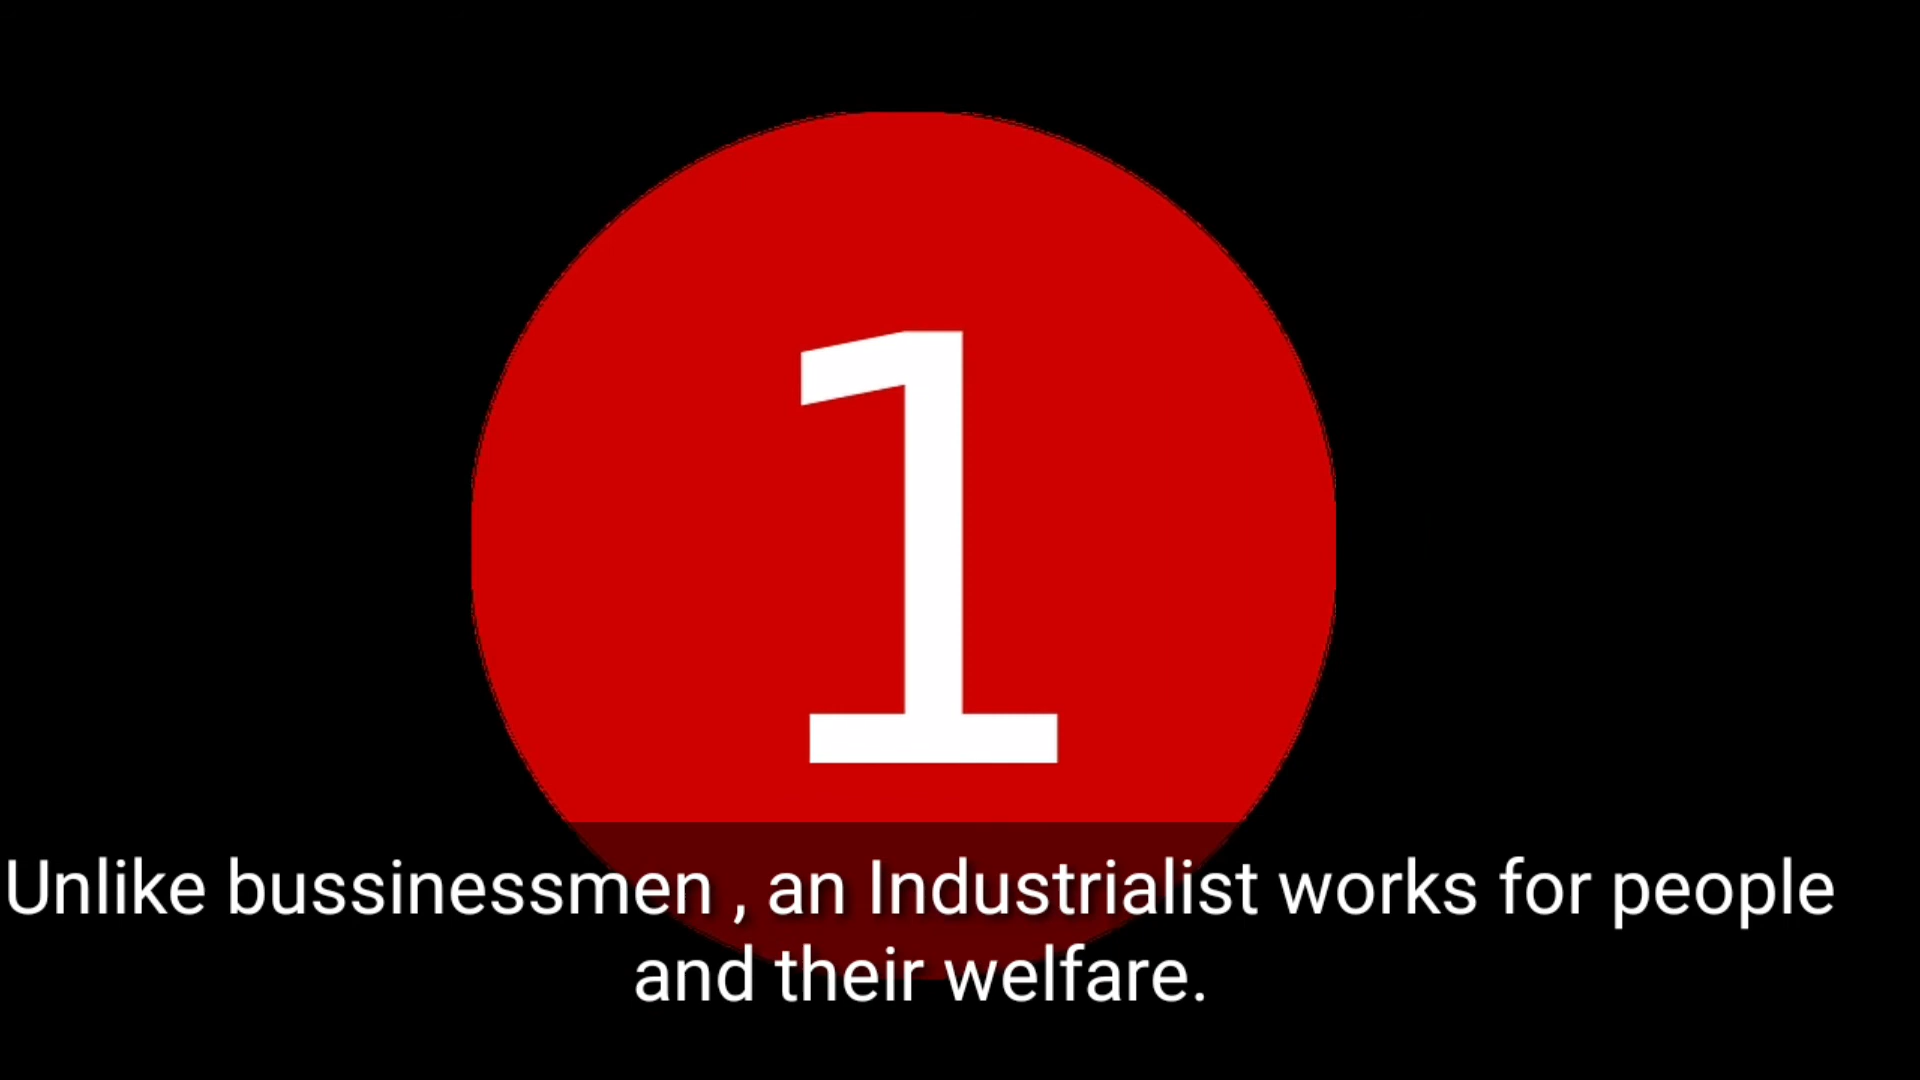 1
Unlike bussinessmen , an Industrialist works for people
and their welfare.